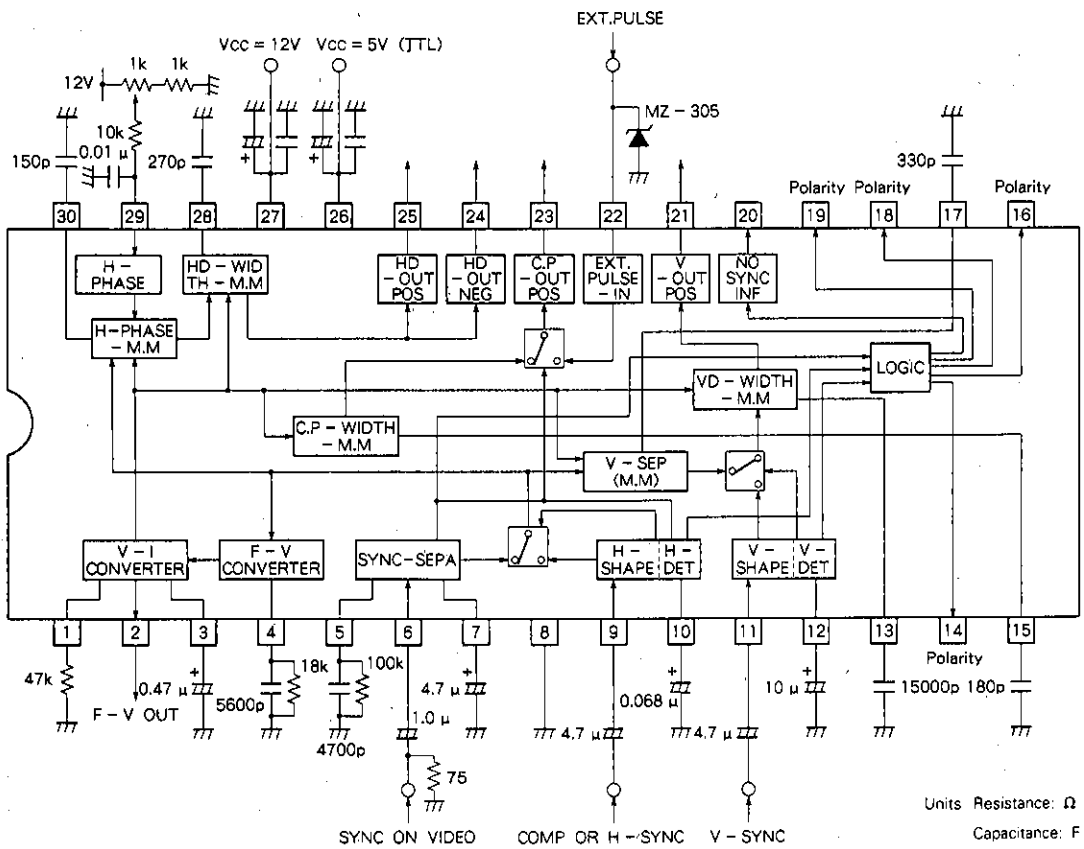 EXT.PULSE
VCC = 12V VCC = 5V (TTL)
1k 1k
12V
MZ - 305
10k
0.01 μ
150p 270p 330p
Polarity Polarity Polarity
30 29 28 27 26 25 24 23 22 21 20 19 18 17 16
H -
PHASE
HD - WID
TH - M.M
HD
- OUT
POS
HD
- OUT
NEG
C.P
- OUT
POS
EXT.
PULSE
- IN
V
- OUT
POS
NO
SYNC
INF
H-PHASE
- M.M
LOGIC
VD - WIDTH
- M.M
C.P - WIDTH
- M.M
V - SEP
(M.M)
V - I
CONVERTER
F - V
CONVERTER
SYNC-SEPA
H -
SHAPE
H -
DET
V -
SHAPE
V -
DET
1 2 3 4 5 6 7 8 9 10 11 12 13 14 15
Polarity
47k 0.47 μ 18k 5600p 100k 4.7 μ 0.068 μ 10 μ 15000p 180p
F - V OUT
4700p 1.0 μ 4.7 μ 4.7 μ
75
SYNC ON VIDEO COMP OR H - SYNC V - SYNC
Units Resistance: Ω
Capacitance: F